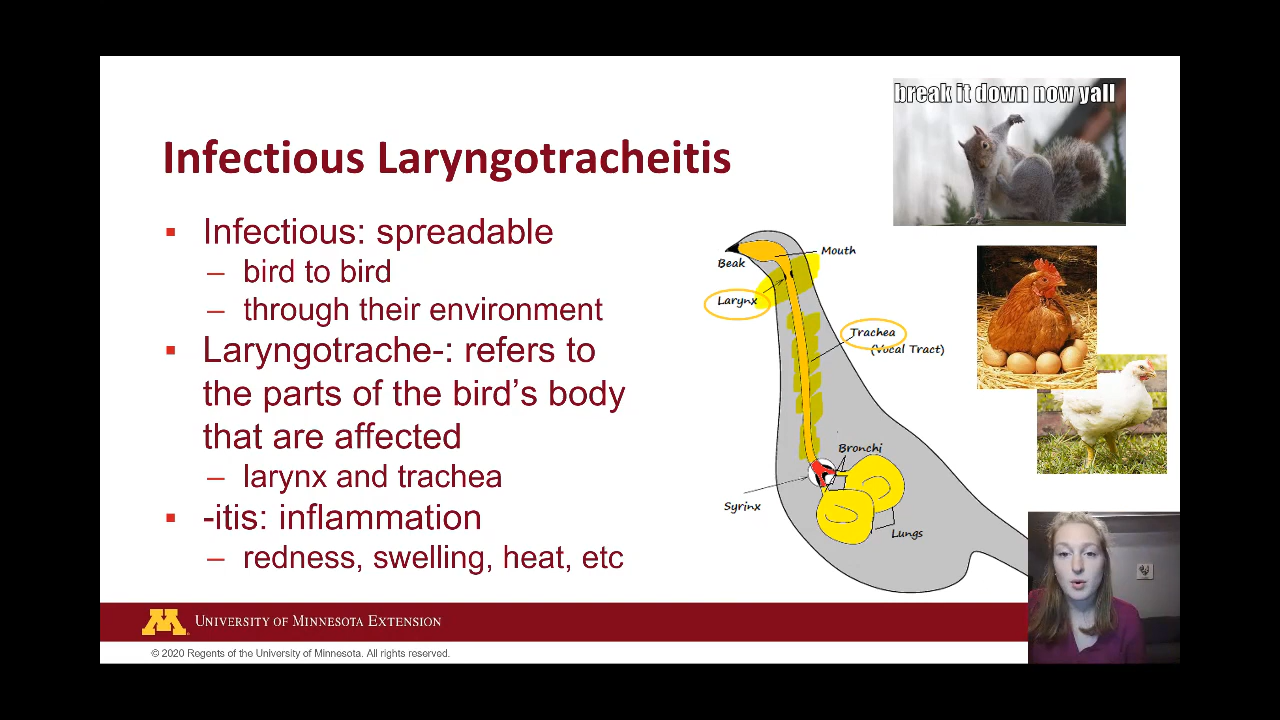 break it down now yall
Infectious Laryngotracheitis
▪ Infectious: spreadable
– bird to bird
– through their environment
▪ Laryngotrache-: refers to
the parts of the bird’s body
that are affected
– larynx and trachea
▪ -itis: inflammation
– redness, swelling, heat, etc
Mouth
Beak
Larynx
Trachea
(Vocal Tract)
Bronchi
Syrinx
Lungs
M
UNIVERSITY OF MINNESOTA EXTENSION
© 2020 Regents of the University of Minnesota. All rights reserved.